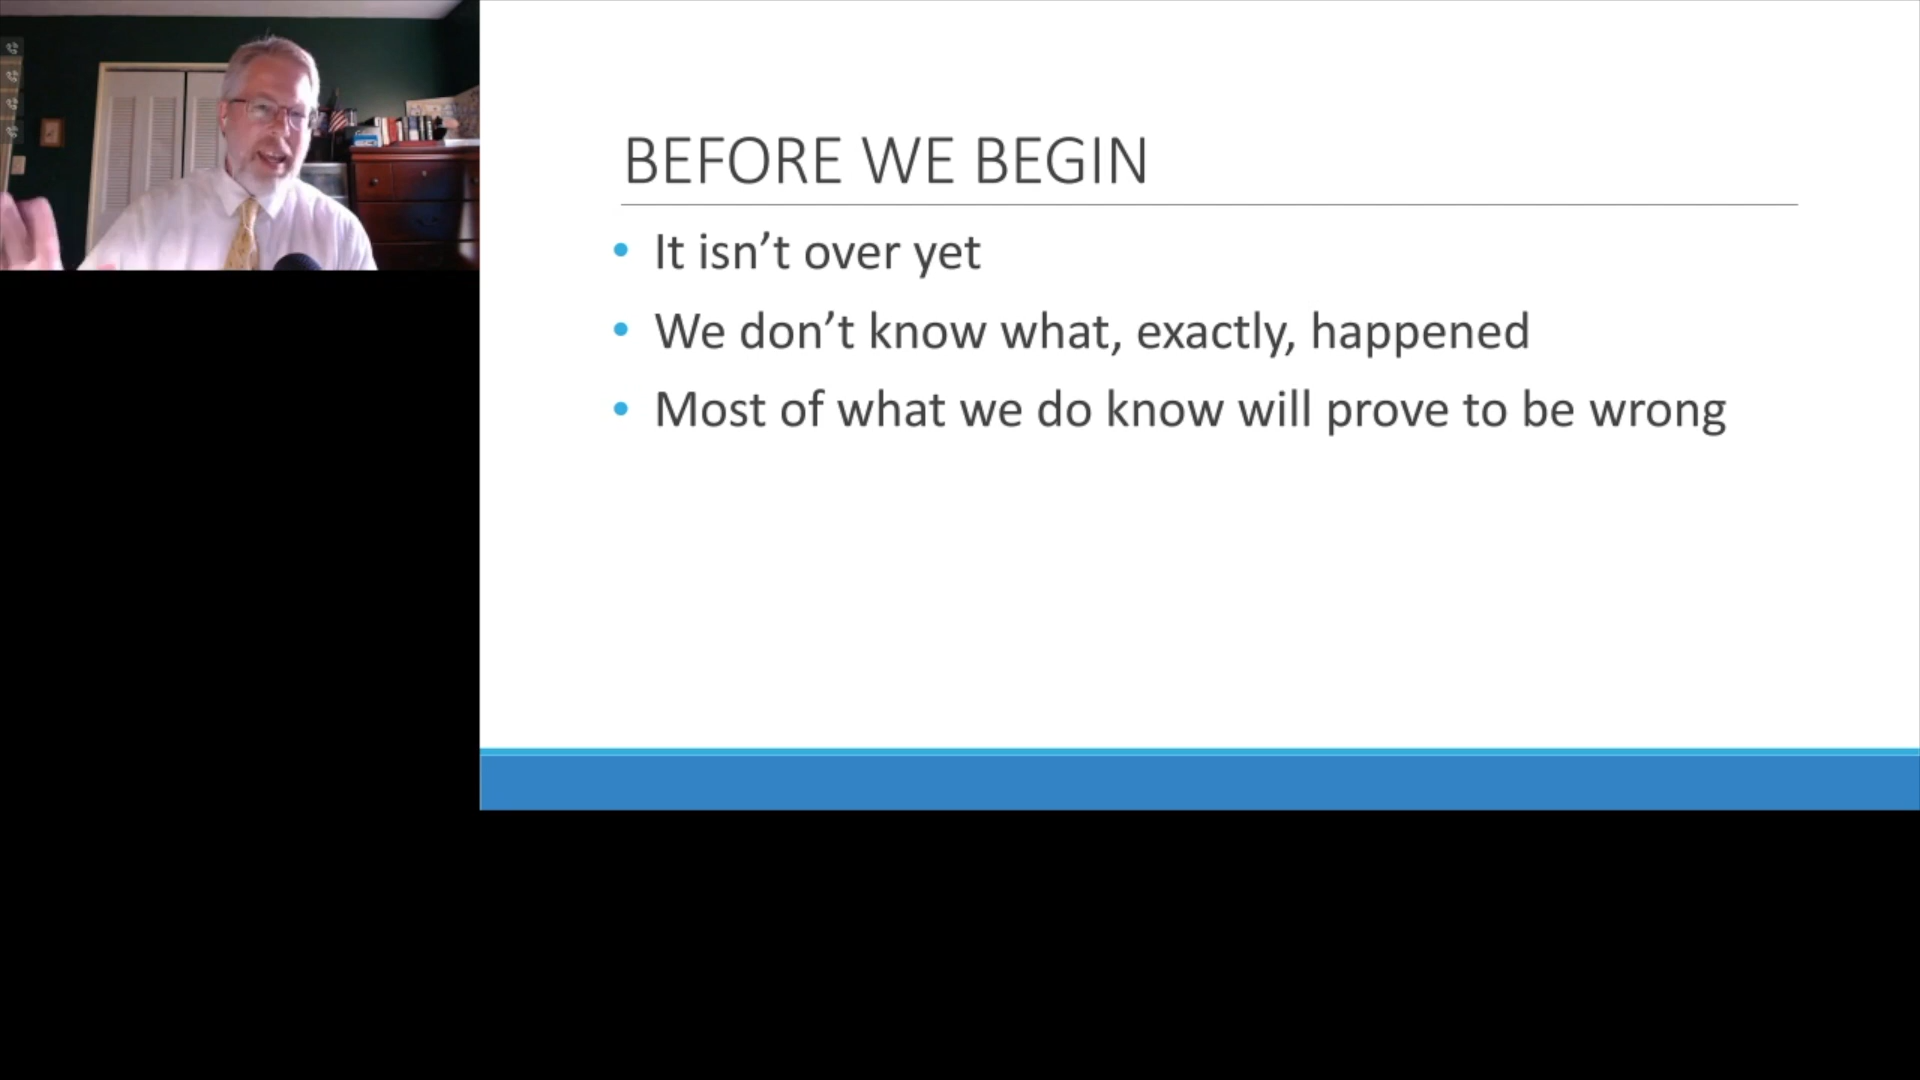 BEFORE WE BEGIN
It isn’t over yet
We don’t know what, exactly, happened
Most of what we do know will prove to be wrong